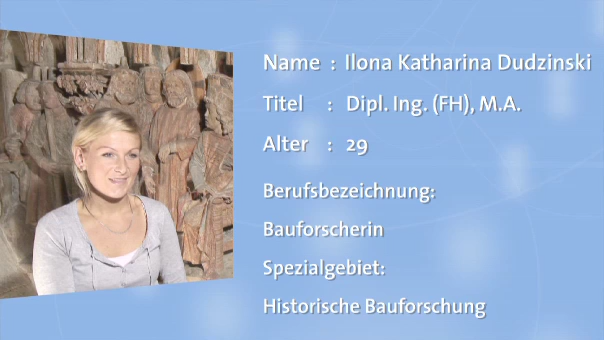 Name : Ilona Katharina Dudzinski
Titel : Dipl. Ing. (FH), M.A.
Alter : 29
Berufsbezeichnung:
Bauforscherin
Spezialgebiet:
Historische Bauforschung